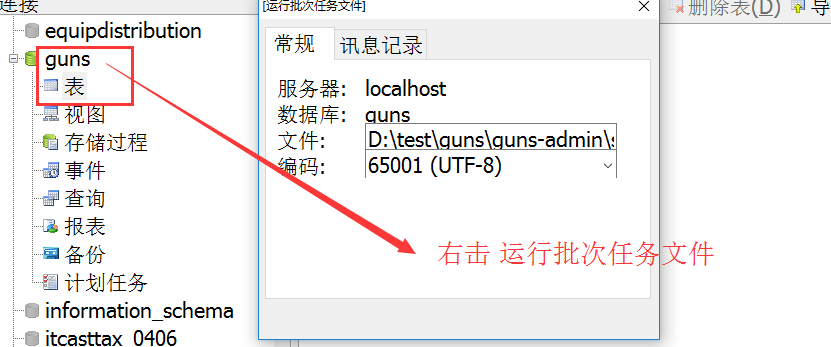 连接
equipdistribution
guns
表
视图
存储过程
事件
查询
报表
备份
计划任务
information_schema
itcasttax_0406
[运行批次任务文件]
常规 讯息记录
服务器: localhost
数据库: guns
文件: D:\test\guns\guns-admin\s
编码: 65001 (UTF-8)
右击 运行批次任务文件
删除表(D) 导